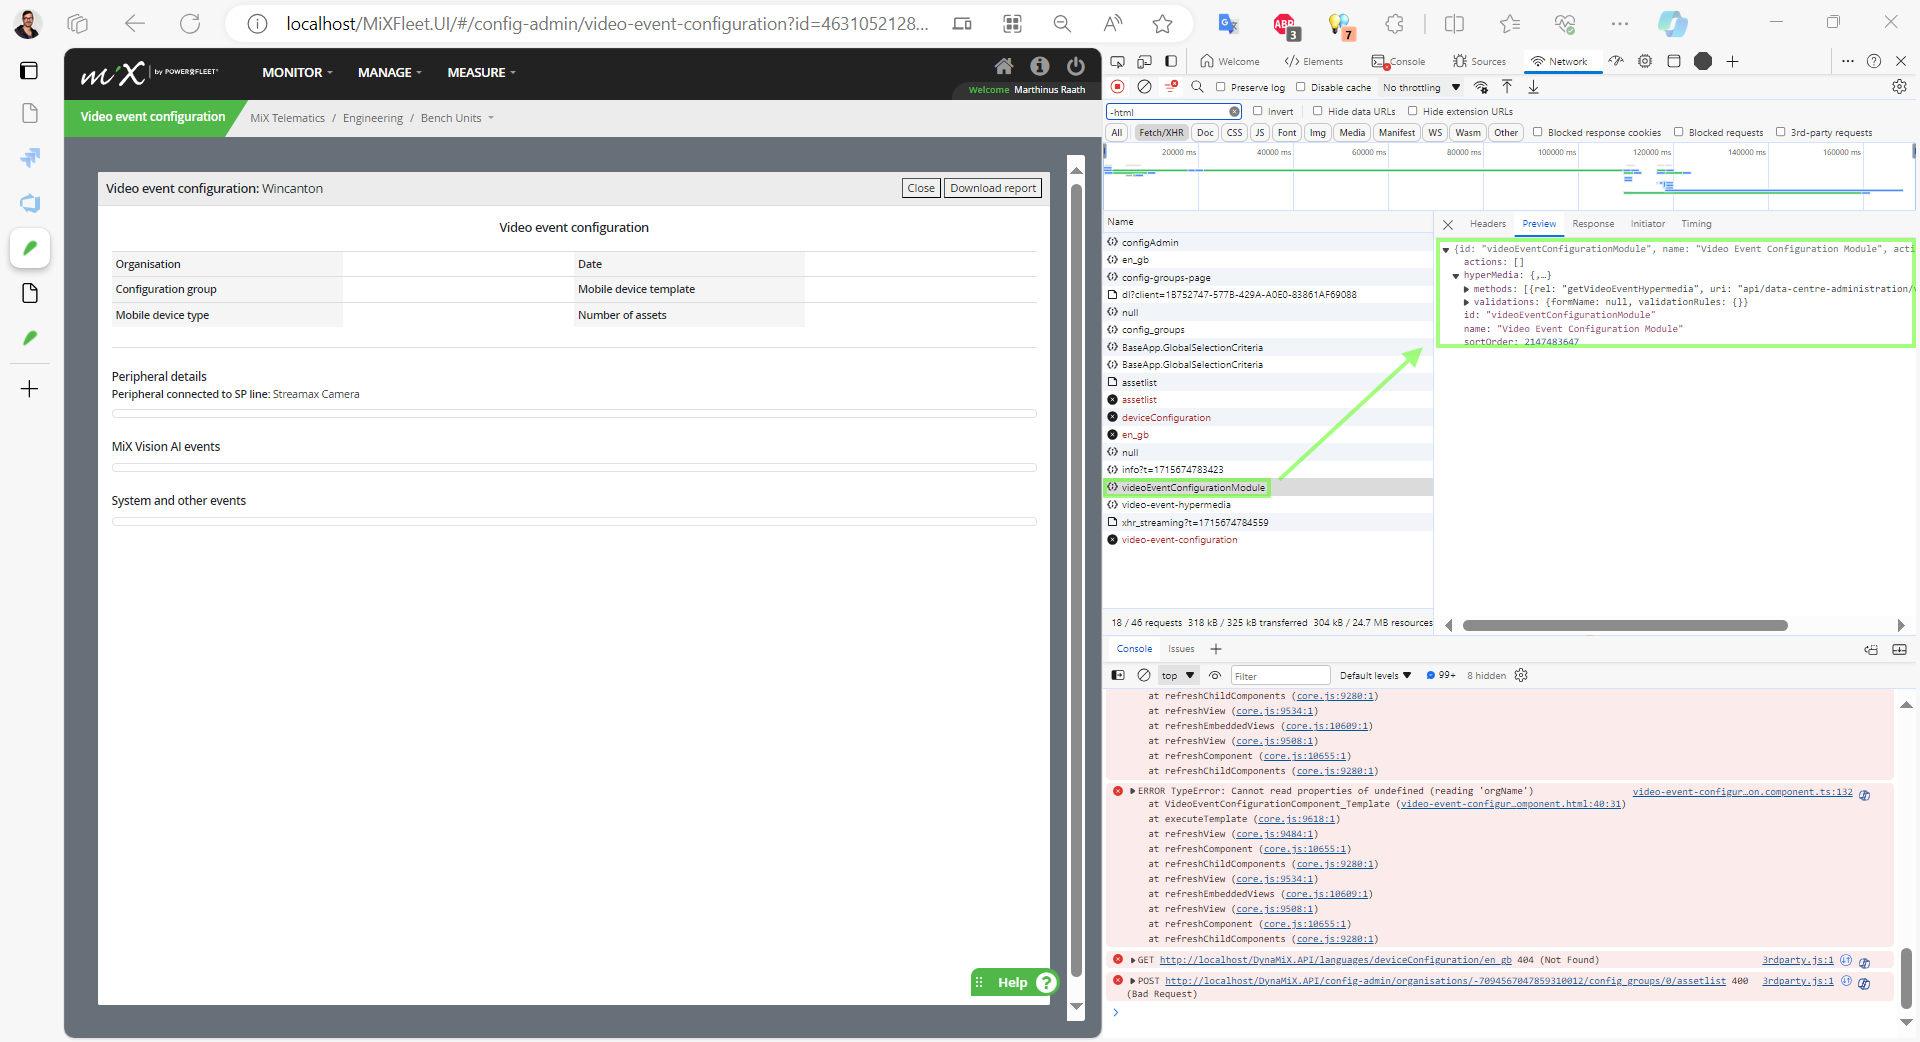 localhost/MiXFleet.UI/#/config-admin/video-event-configuration?id=4631052128...
ABP 3
7
miX by POWERFLEET
MONITOR MANAGE MEASURE
Welcome Marthinus Raath
Video event configuration
MiX Telematics / Engineering / Bench Units
Video event configuration: Wincanton
Close
Download report
Video event configuration
Organisation
Date
Configuration group
Mobile device template
Mobile device type
Number of assets
Peripheral details
Peripheral connected to SP line: Streamax Camera
MiX Vision AI events
System and other events
Help
Welcome Elements Console Sources Network
Preserve log Disable cache No throttling
-html
Invert Hide data URLs Hide extension URLs
All Fetch/XHR Doc CSS JS Font Img Media Manifest WS Wasm Other Blocked response cookies Blocked requests 3rd-party requests
20000 ms 40000 ms 60000 ms 80000 ms 100000 ms 120000 ms 140000 ms 160000 ms
Name
configAdmin
en_gb
config-groups-page
dl?client=1B752747-577B-429A-A0E0-83861AF69088
null
config_groups
BaseApp.GlobalSelectionCriteria
BaseApp.GlobalSelectionCriteria
assetlist
assetlist
deviceConfiguration
en_gb
null
info?t=1715674783423
videoEventConfigurationModule
video-event-hypermedia
xhr_streaming?t=1715674784559
video-event-configuration
18 / 46 requests 318 kB / 325 kB transferred 304 kB / 24.7 MB resources
Headers Preview Response Initiator Timing
{id: "videoEventConfigurationModule", name: "Video Event Configuration Module", acti
actions: []
hyperMedia: {,…}
methods: [{rel: "getVideoEventHypermedia", uri: "api/data-centre-administration/
validations: {formName: null, validationRules: {}}
id: "videoEventConfigurationModule"
name: "Video Event Configuration Module"
sortOrder: 2147483647
Console Issues
top Filter Default levels 99+ 8 hidden
at refreshChildComponents (core.js:9280:1)
at refreshView (core.js:9534:1)
at refreshEmbeddedViews (core.js:10609:1)
at refreshView (core.js:9508:1)
at refreshComponent (core.js:10655:1)
at refreshChildComponents (core.js:9280:1)
ERROR TypeError: Cannot read properties of undefined (reading 'orgName') video-event-configur…on.component.ts:132
at VideoEventConfigurationComponent_Template (video-event-configur…omponent.html:40:31)
at executeTemplate (core.js:9618:1)
at refreshView (core.js:9484:1)
at refreshComponent (core.js:10655:1)
at refreshChildComponents (core.js:9280:1)
at refreshView (core.js:9534:1)
at refreshEmbeddedViews (core.js:10609:1)
at refreshView (core.js:9508:1)
at refreshComponent (core.js:10655:1)
at refreshChildComponents (core.js:9280:1)
GET http://localhost/DynaMiX.API/languages/deviceConfiguration/en_gb 404 (Not Found) 3rdparty.js:1
POST http://localhost/DynaMiX.API/config-admin/organisations/-7094567047859310012/config_groups/0/assetlist 400 3rdparty.js:1
(Bad Request)